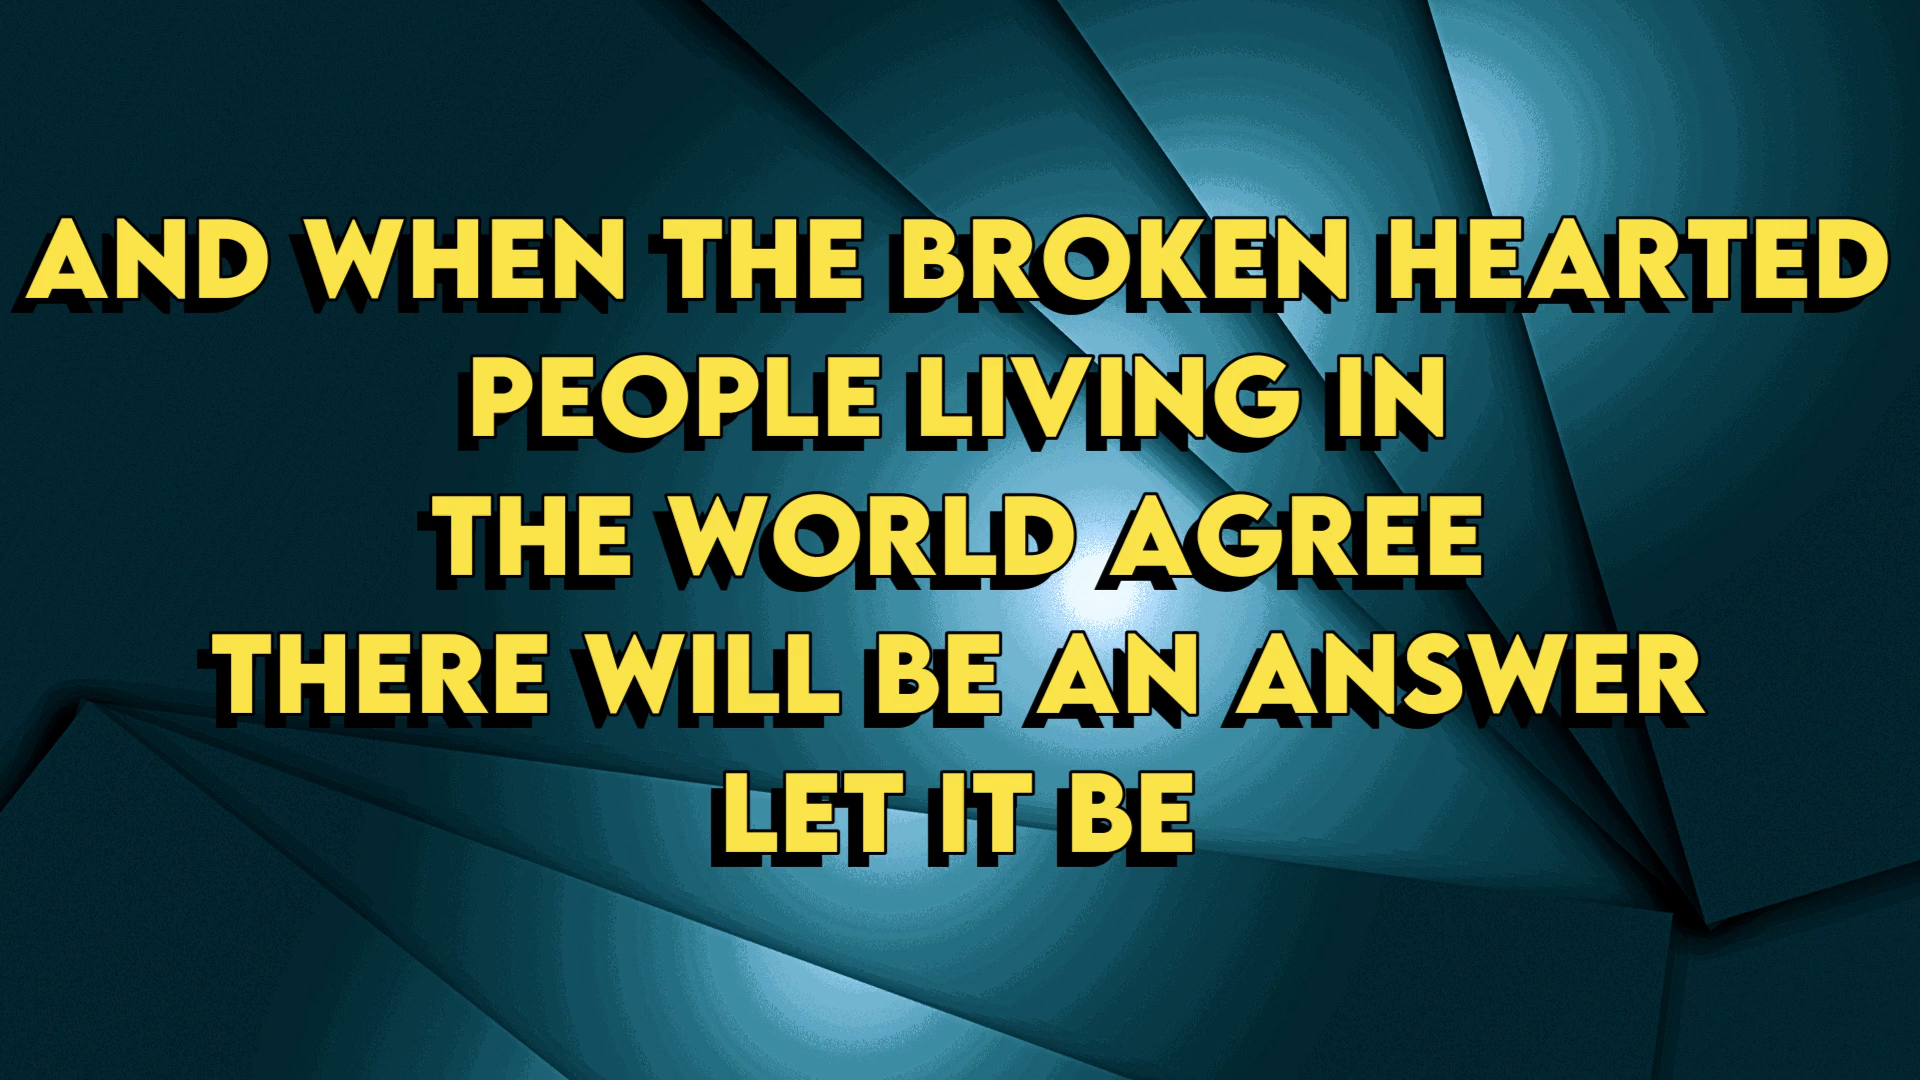 AND WHEN THE BROKEN HEARTED
PEOPLE LIVING IN
THE WORLD AGREE
THERE WILL BE AN ANSWER
LET IT BE